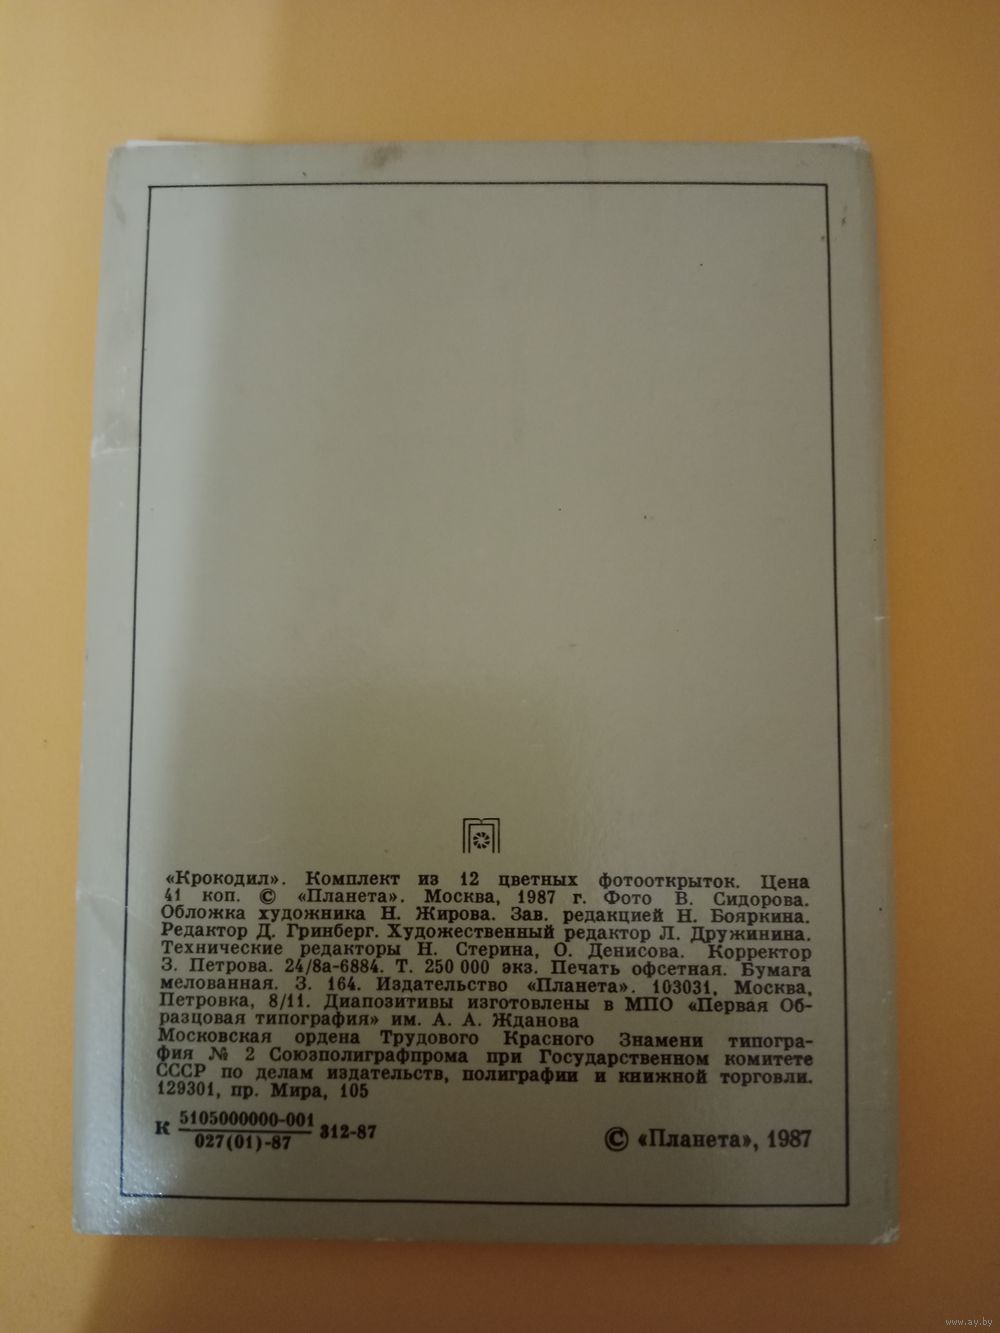 «Крокодил». Комплект из 12 цветных фотооткрыток. Цена
41 коп. © «Планета». Москва, 1987 г. Фото В. Сидорова.
Обложка художника Н. Жирова. Зав. редакцией Н. Бояркина.
Редактор Д. Гринберг. Художественный редактор Л. Дружинина.
Технические редакторы Н. Стерина, О. Денисова. Корректор
З. Петрова. 24/8а-6884. Т. 250 000 экз. Печать офсетная. Бумага
мелованная. З. 164. Издательство «Планета». 103031, Москва,
Петровка, 8/11. Диапозитивы изготовлены в МПО «Первая Об-
разцовая типография» им. А. А. Жданова
Московская ордена Трудового Красного Знамени типогра-
фия № 2 Союзполиграфпрома при Государственном комитете
СССР по делам издательств, полиграфии и книжной торговли.
129301, пр. Мира, 105
К 5105000000-001 312-87
027(01)-87
© «Планета», 1987
www.ay.by